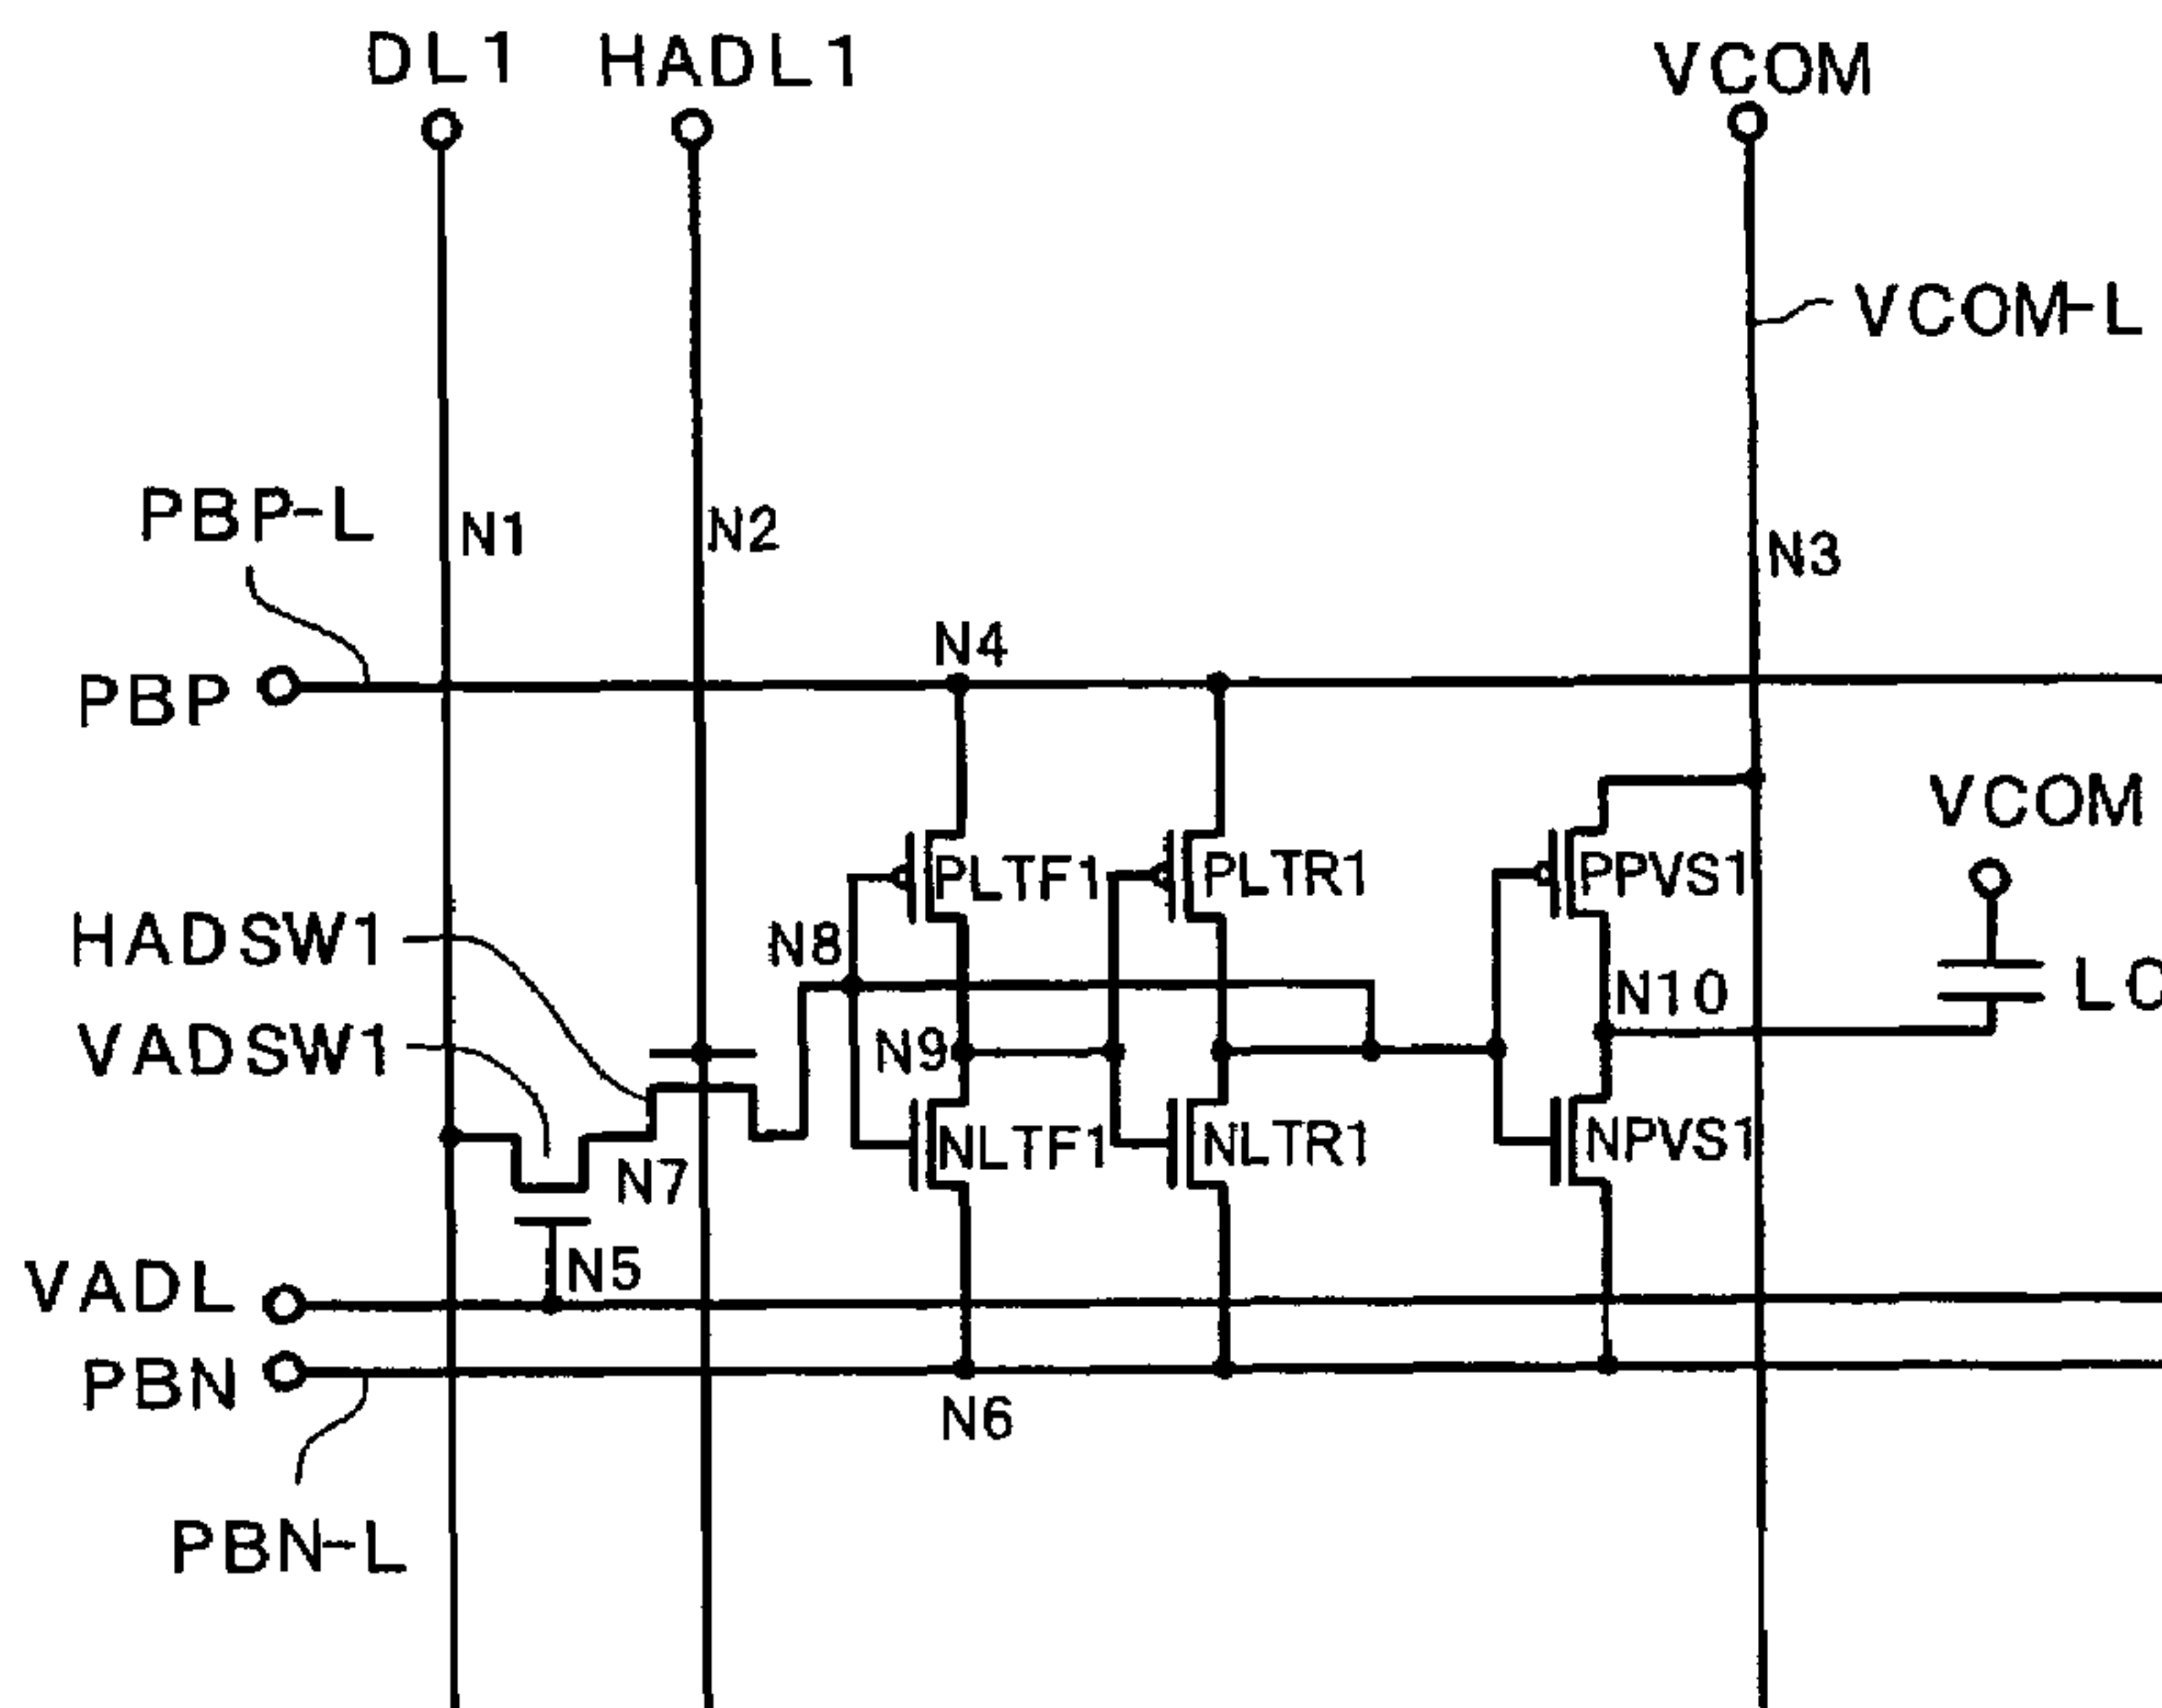 DL1 HADL1 VCOM
VCOM-L
PBP-L N1 N2 N3
N4
PBP
VCOM
PLTF1 PLTR1 PPVS1
HADSW1 N8 N10
VADSW1 N9
NLTF1 NLTR1 NPVS1
N7
VADL N5
PBN
N6
PBN-L